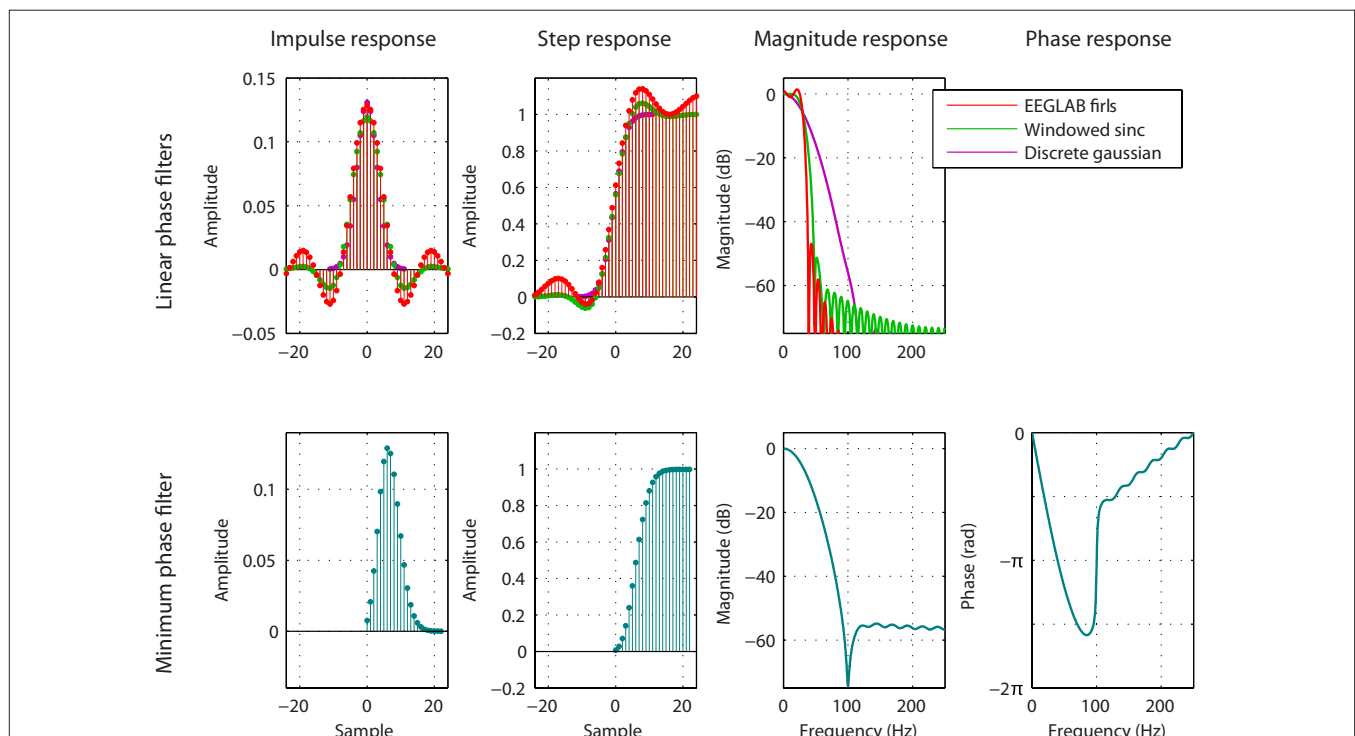 Impulse response
Step response
Magnitude response
Phase response
Linear phase filters
Amplitude
0.15
0.1
0.05
0
−0.05
−20
0
20
Amplitude
1
0.8
0.6
0.4
0.2
0
−0.2
−20
0
20
Magnitude (dB)
0
−20
−40
−60
0
100
200
EEGLAB firls
Windowed sinc
Discrete gaussian
Minimum phase filter
Amplitude
0.1
0.05
0
−20
0
20
Sample
Amplitude
1
0.8
0.6
0.4
0.2
0
−0.2
−20
0
20
Sample
Magnitude (dB)
0
−20
−40
−60
0
100
200
Frequency (Hz)
Phase (rad)
0
−π
−2π
0
100
200
Frequency (Hz)